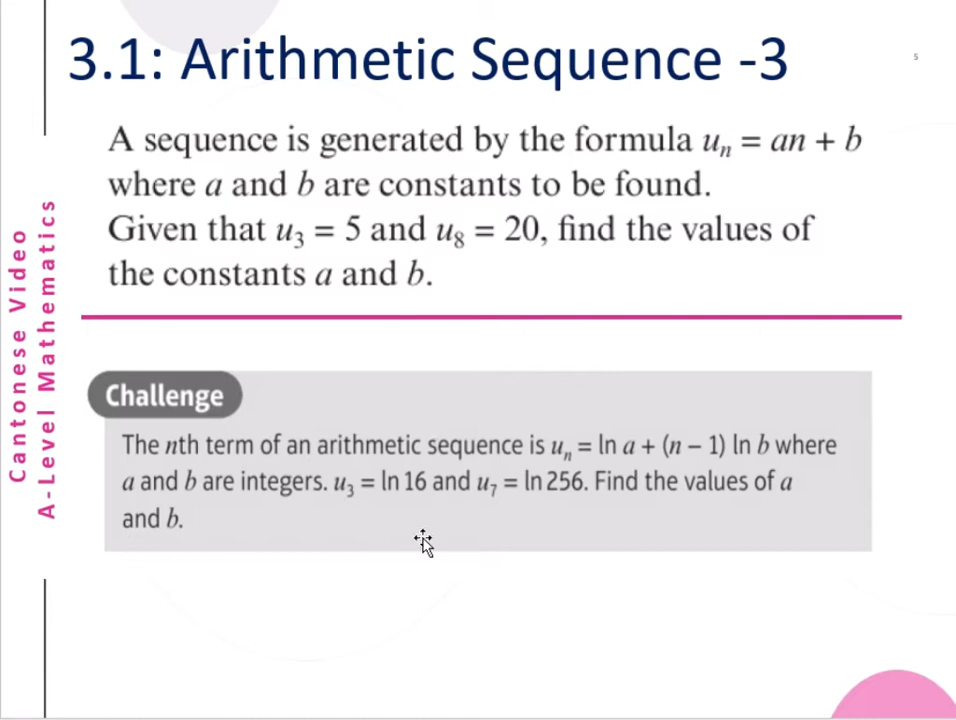 3.1: Arithmetic Sequence -3
5
A sequence is generated by the formula uₙ = an + b
where a and b are constants to be found.
Given that u₃ = 5 and u₈ = 20, find the values of
the constants a and b.
Challenge
The nth term of an arithmetic sequence is uₙ = ln a + (n – 1) ln b where
a and b are integers. u₃ = ln 16 and u₇ = ln 256. Find the values of a
and b.
Cantonese Video
A-Level Mathematics